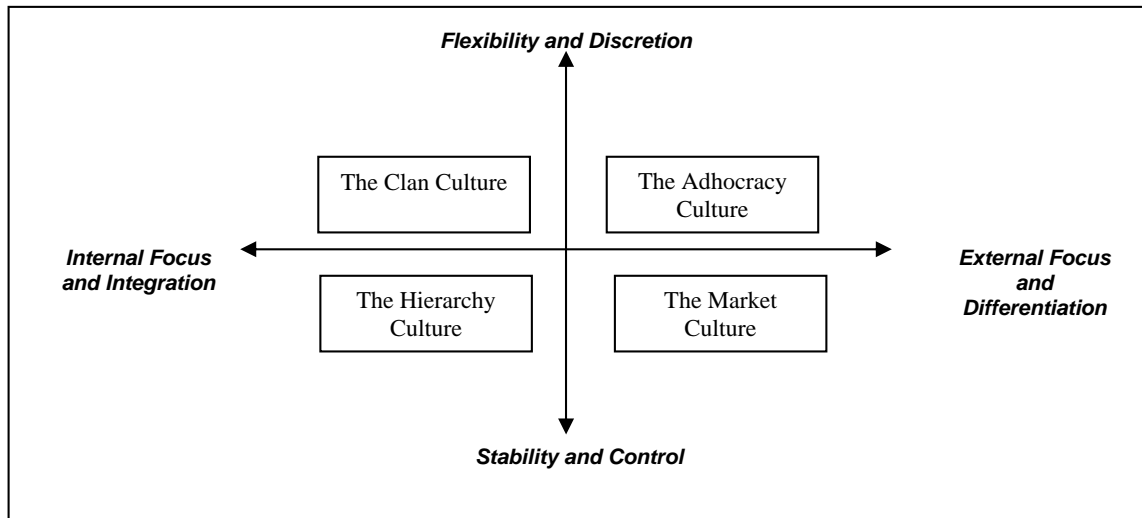 Flexibility and Discretion
The Clan Culture
The Adhocracy
Culture
Internal Focus
and Integration
External Focus
and
Differentiation
The Hierarchy
Culture
The Market
Culture
Stability and Control